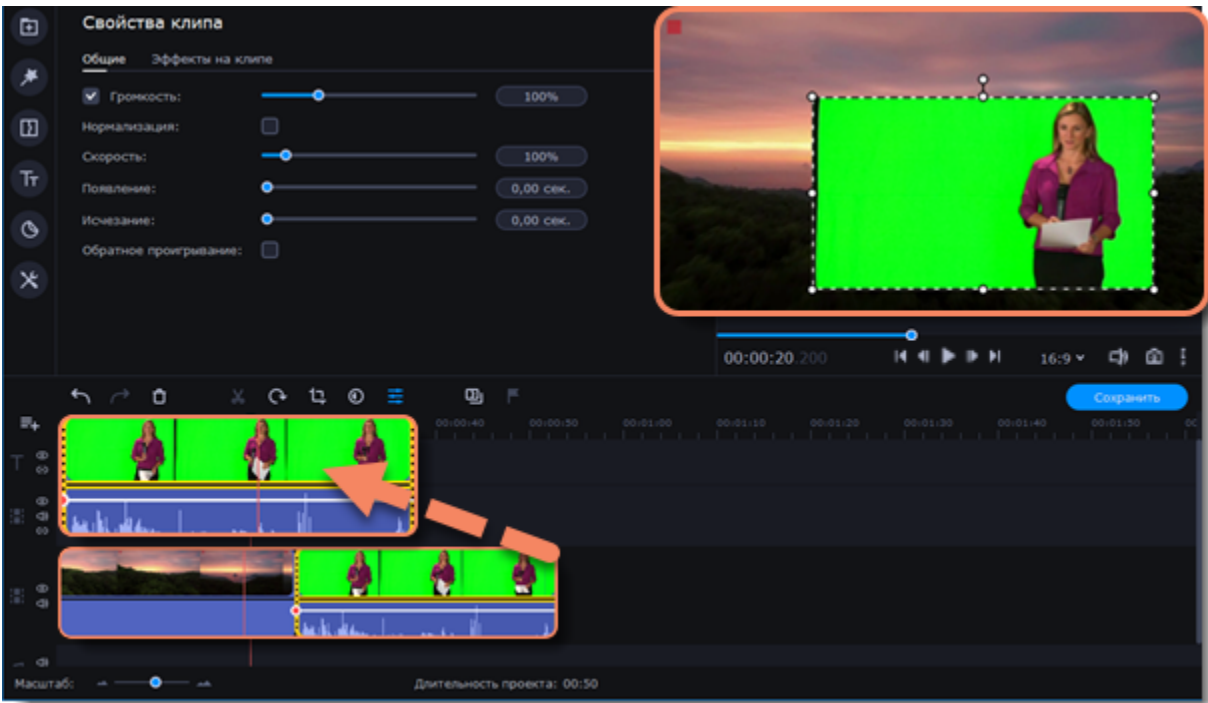 Свойства клипа
Общие Эффекты на клипе
Громкость: 100%
Нормализация:
Скорость: 100%
Появление: 0,00 сек.
Исчезание: 0,00 сек.
Обратное проигрывание:
00:00:20.200 16:9
Сохранить
00:00:40 00:00:50 00:01:00 00:01:10 00:01:20 00:01:30 00:01:40 00:01:50 00
Масштаб: Длительность проекта: 00:50